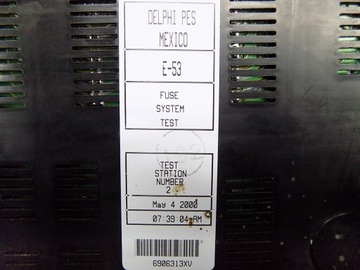 DELPHI PES
MEXICO
E-53
FUSE
SYSTEM
TEST
TEST
STATION
NUMBER
2
May 4 2000
07:39:04 AM
6906313XV